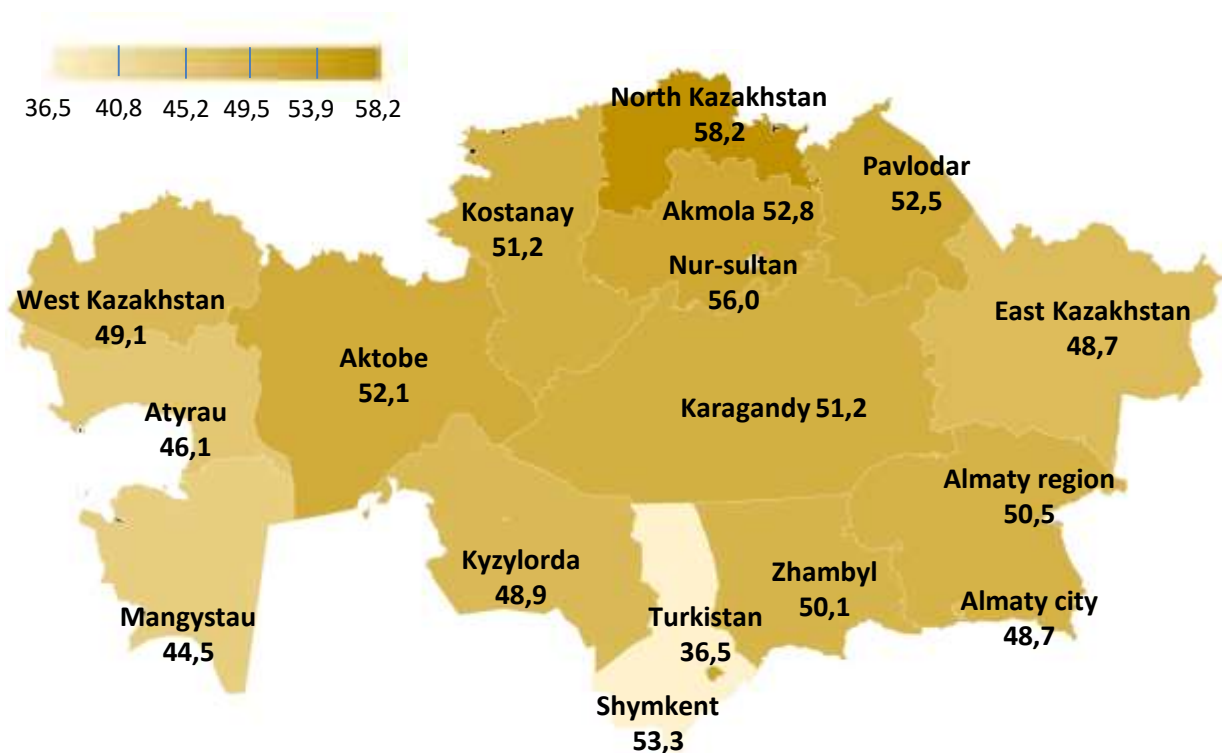 36,5 40,8 45,2 49,5 53,9 58,2
North Kazakhstan
58,2
Pavlodar
52,5
Kostanay
51,2
Akmola 52,8
Nur-sultan
56,0
West Kazakhstan
49,1
East Kazakhstan
48,7
Aktobe
52,1
Atyrau
46,1
Karagandy 51,2
Almaty region
50,5
Kyzylorda
48,9
Zhambyl
50,1
Almaty city
48,7
Mangystau
44,5
Turkistan
36,5
Shymkent
53,3